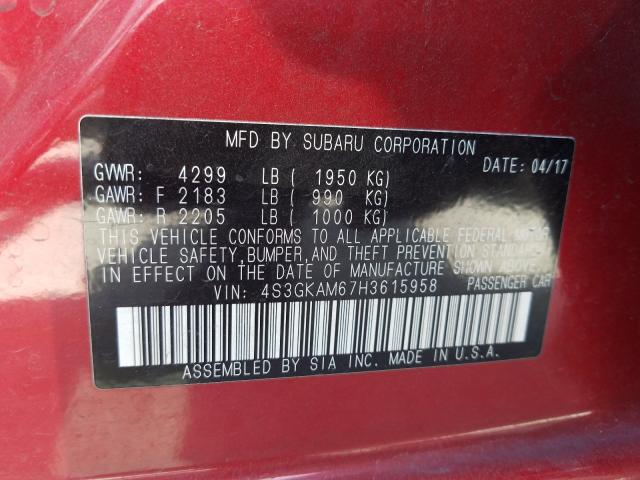 MFD BY SUBARU CORPORATION
GVWR: 4299 LB ( 1950 KG) DATE: 04/17
GAWR: F 2183 LB ( 990 KG)
GAWR: R 2205 LB ( 1000 KG)
THIS VEHICLE CONFORMS TO ALL APPLICABLE FEDERAL MOTOR
VEHICLE SAFETY,BUMPER,AND THEFT PREVENTION STANDARDS
IN EFFECT ON THE DATE OF MANUFACTURE SHOWN ABOVE.
VIN: 4S3GKAM67H3615958 PASSENGER CAR
ASSEMBLED BY SIA INC. MADE IN U.S.A.